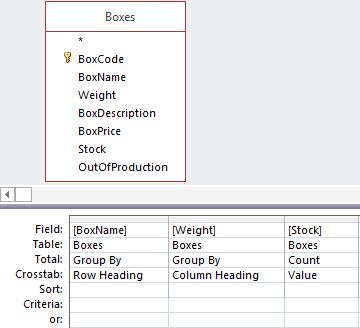 Boxes
*
BoxCode
BoxName
Weight
BoxDescription
BoxPrice
Stock
OutOfProduction
Field: [BoxName] [Weight] [Stock]
Table: Boxes Boxes Boxes
Total: Group By Group By Count
Crosstab: Row Heading Column Heading Value
Sort:
Criteria:
or: